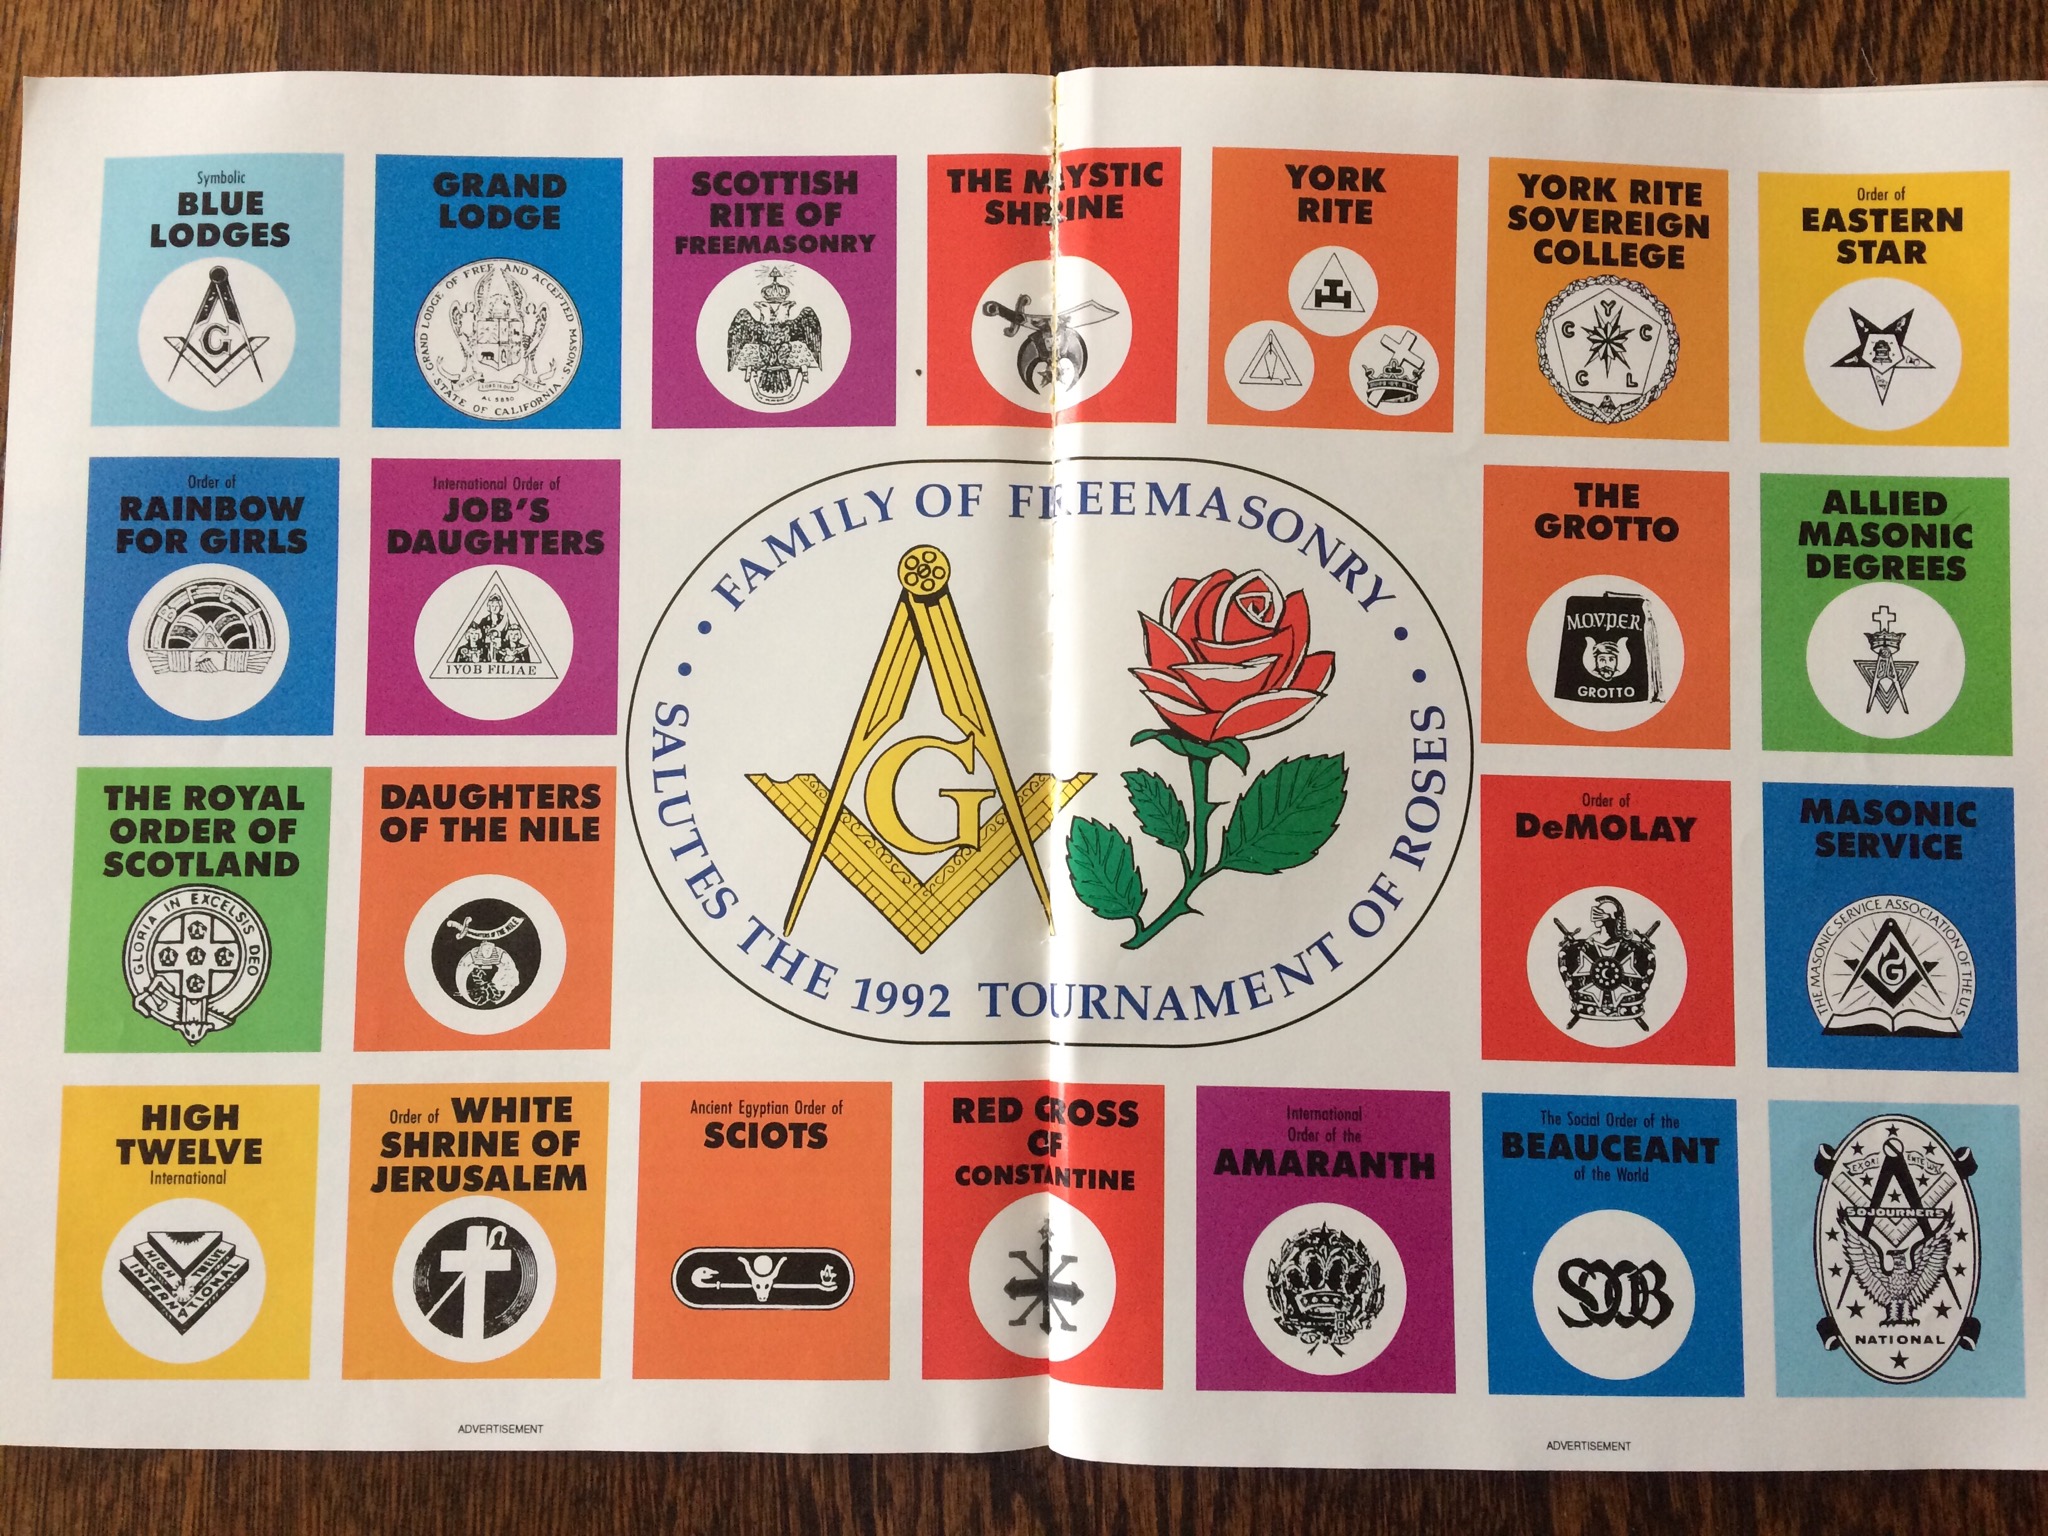 Symbolic
BLUE
LODGES
G
GRAND
LODGE
GRAND LODGE OF FREE AND ACCEPTED MASONS
STATE OF CALIFORNIA
SCOTTISH
RITE OF
FREEMASONRY
THE MYSTIC
SHRINE
YORK
RITE
YORK RITE
SOVEREIGN
COLLEGE
Y
C C
C L
Order of
EASTERN
STAR
Order of
RAINBOW
FOR GIRLS
B F C L
R
International Order of
JOB'S
DAUGHTERS
IYOB FILIAE
FAMILY OF FREEMASONRY
G
SALUTES THE 1992 TOURNAMENT OF ROSES
THE
GROTTO
M.O.V.P.E.R.
GROTTO
ALLIED
MASONIC
DEGREES
THE ROYAL
ORDER OF
SCOTLAND
GLORIA IN EXCELSIS DEO
DAUGHTERS
OF THE NILE
DAUGHTERS OF THE NILE
Order of
DeMOLAY
MASONIC
SERVICE
THE MASONIC SERVICE ASSOCIATION OF THE U.S.
G
HIGH
TWELVE
International
HIGH TWELVE
INTERNATIONAL
Order of WHITE
SHRINE OF
JERUSALEM
Ancient Egyptian Order of
SCIOTS
RED CROSS
OF
CONSTANTINE
International
Order of the
AMARANTH
The Social Order of the
BEAUCEANT
of the World
SOOB
SOJOURNERS
NATIONAL
ADVERTISEMENT
ADVERTISEMENT